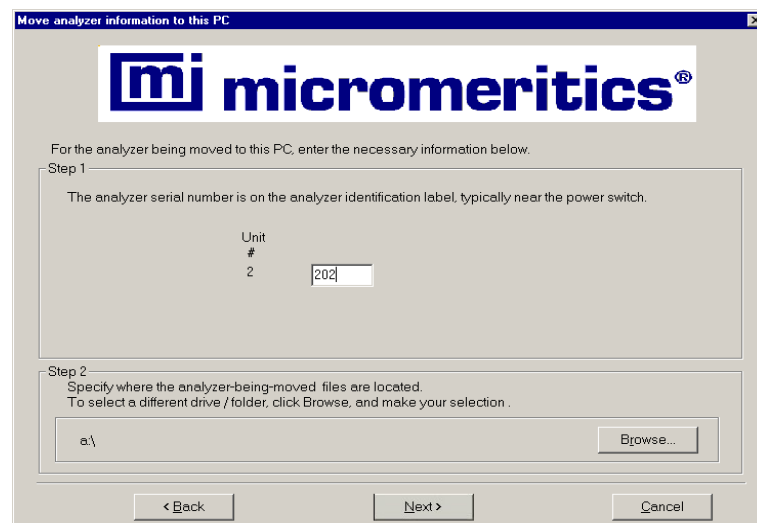 Move analyzer information to this PC
mi micromeritics®
For the analyzer being moved to this PC, enter the necessary information below.
Step 1
The analyzer serial number is on the analyzer identification label, typically near the power switch.
Unit
#
2 202
Step 2
Specify where the analyzer-being-moved files are located.
To select a different drive / folder, click Browse, and make your selection .
a:\
Browse...
< Back Next > Cancel